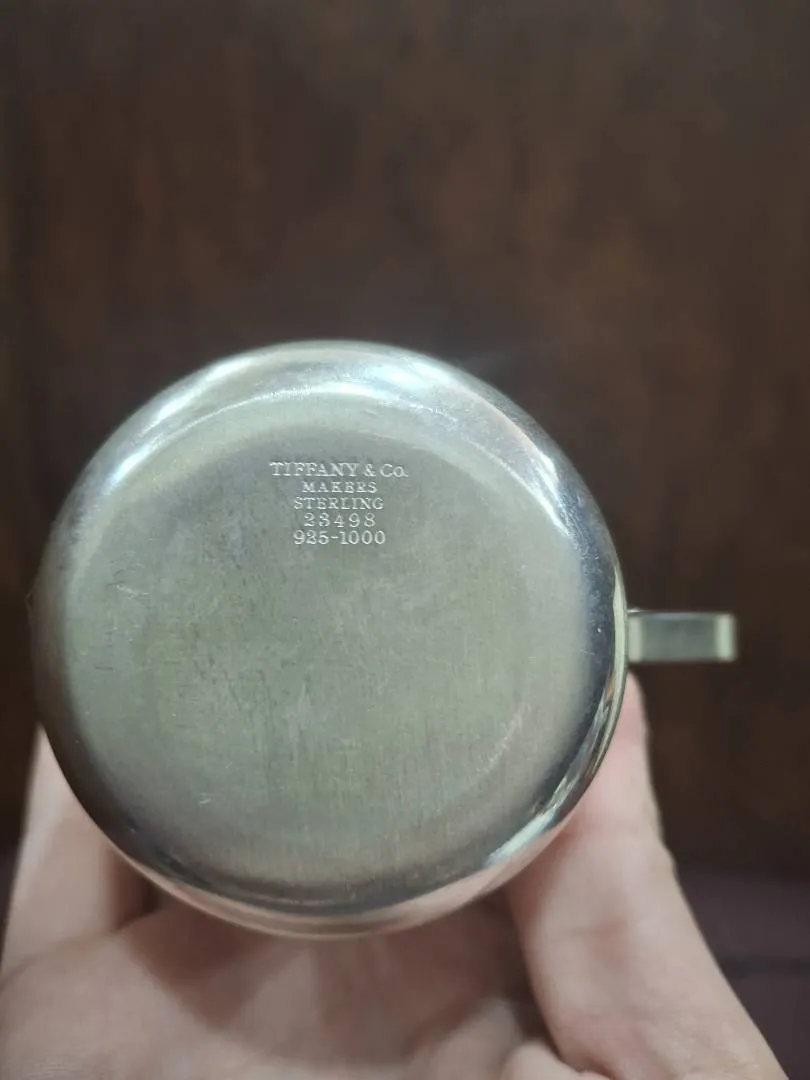 TIFFANY & Co.
MAKERS
STERLING
23498
925-1000